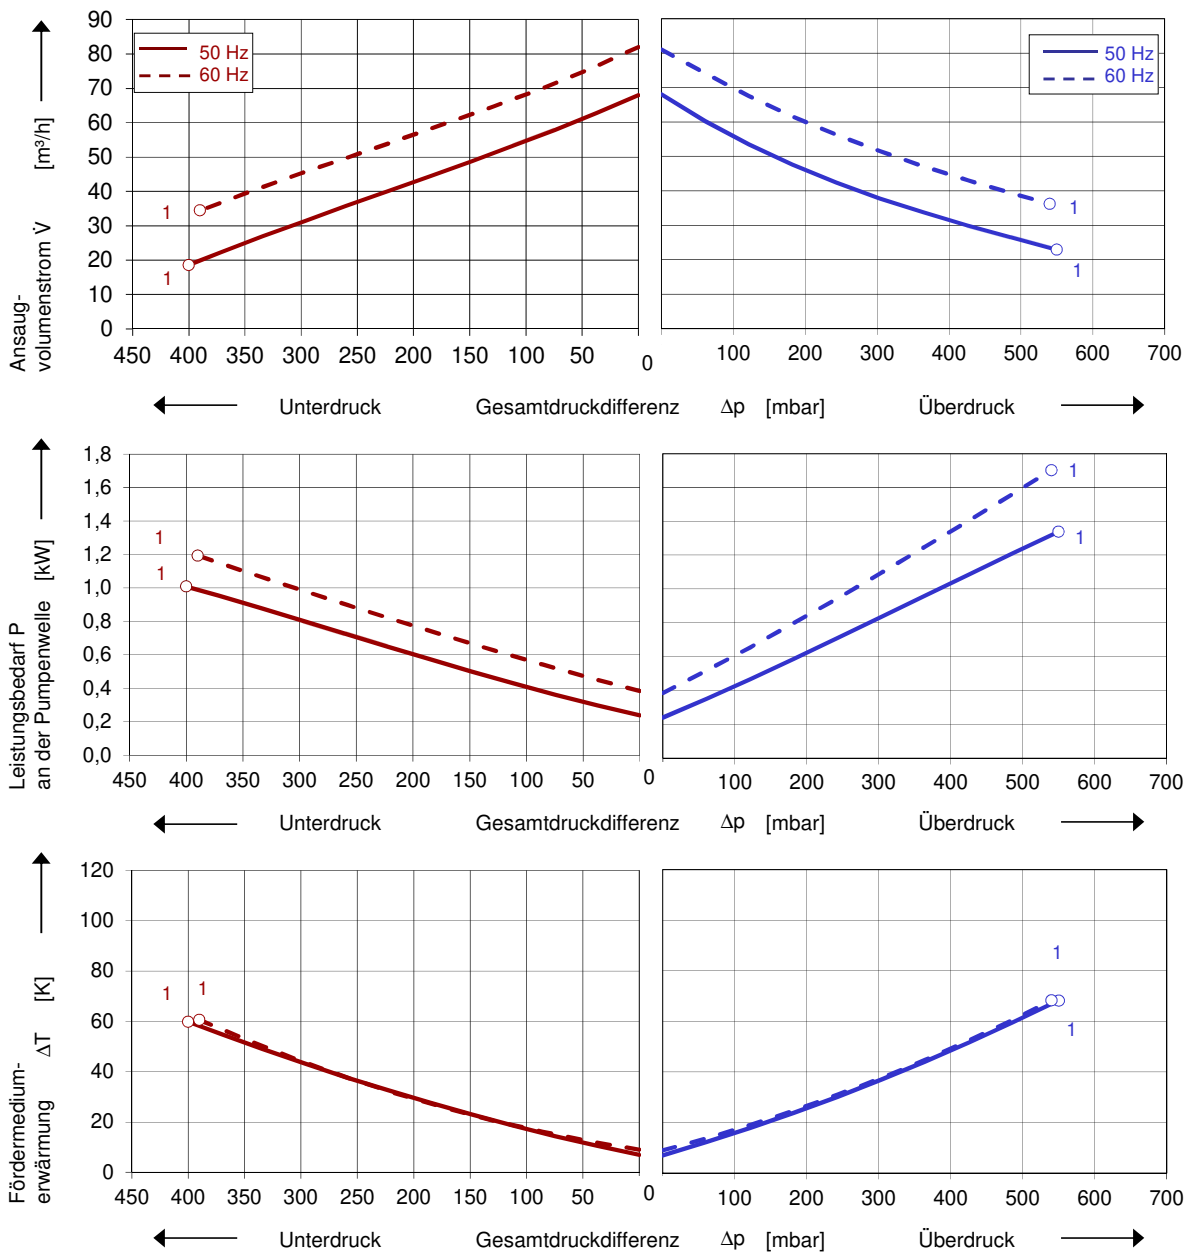 Ansaug-
volumenstrom V̇ [m³/h]
90
80
70
60
50
40
30
20
10
0
50 Hz
60 Hz
1
1
50 Hz
60 Hz
1
1
450 400 350 300 250 200 150 100 50 0 100 200 300 400 500 600 700
Unterdruck Gesamtdruckdifferenz Δp [mbar] Überdruck
Leistungsbedarf P
an der Pumpenwelle [kW]
1,8
1,6
1,4
1,2
1,0
0,8
0,6
0,4
0,2
0,0
1
1
1
1
450 400 350 300 250 200 150 100 50 0 100 200 300 400 500 600 700
Unterdruck Gesamtdruckdifferenz Δp [mbar] Überdruck
Fördermedium-
erwärmung ΔT [K]
120
100
80
60
40
20
0
1 1
1
1
450 400 350 300 250 200 150 100 50 0 100 200 300 400 500 600 700
Unterdruck Gesamtdruckdifferenz Δp [mbar] Überdruck